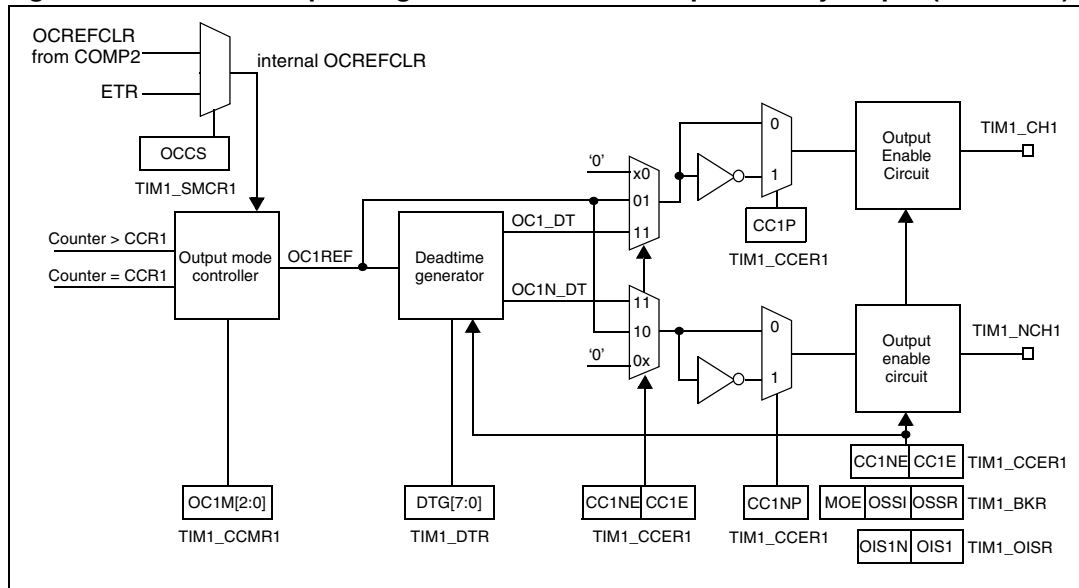 OCREFCLR
from COMP2
internal OCREFCLR
ETR
OCCS
TIM1_SMCR1
Counter > CCR1
Counter = CCR1
Output mode
controller
OC1REF
Deadtime
generator
OC1_DT
OC1N_DT
'0'
x0
01
11
11
10
'0'
0x
0
1
CC1P
TIM1_CCER1
0
1
Output
Enable
Circuit
TIM1_CH1
Output
enable
circuit
TIM1_NCH1
OC1M[2:0]
TIM1_CCMR1
DTG[7:0]
TIM1_DTR
CC1NE CC1E
TIM1_CCER1
CC1NP
TIM1_CCER1
CC1NE CC1E TIM1_CCER1
MOE OSSI OSSR TIM1_BKR
OIS1N OIS1 TIM1_OISR